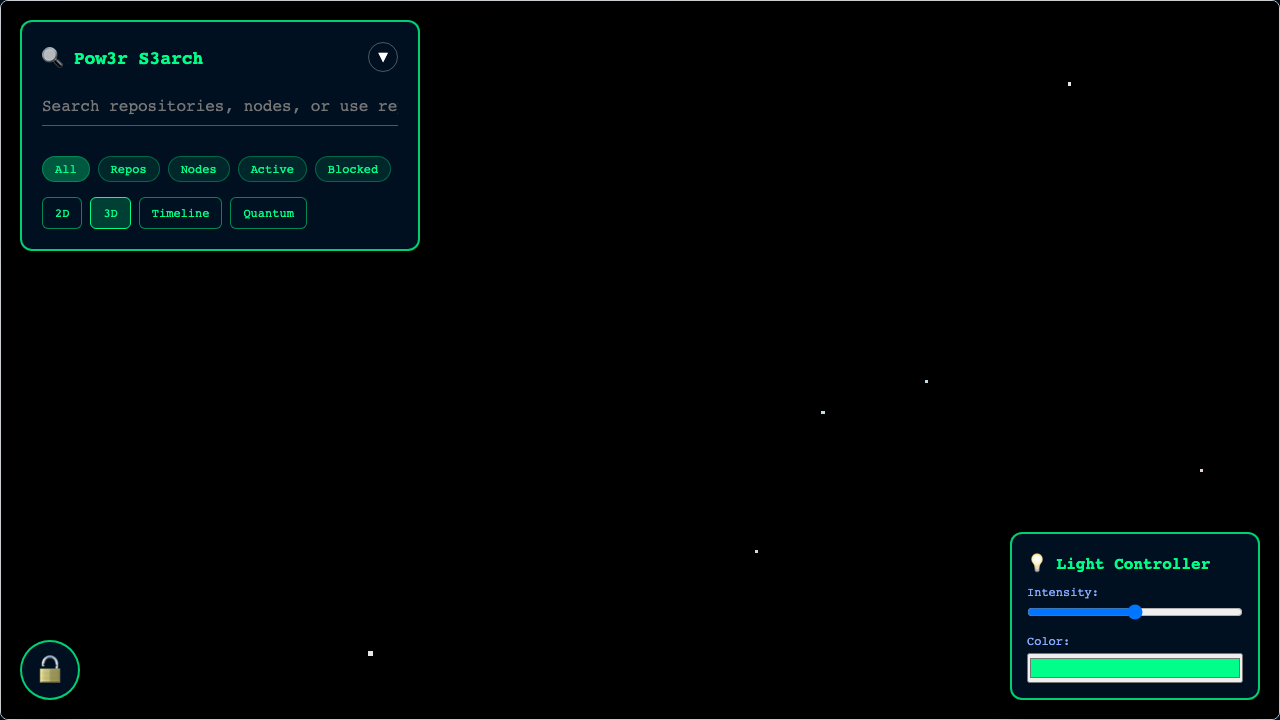 Pow3r S3arch
▼
Search repositories, nodes, or use re
All Repos Nodes Active Blocked
2D 3D Timeline Quantum
Light Controller
Intensity:
Color: